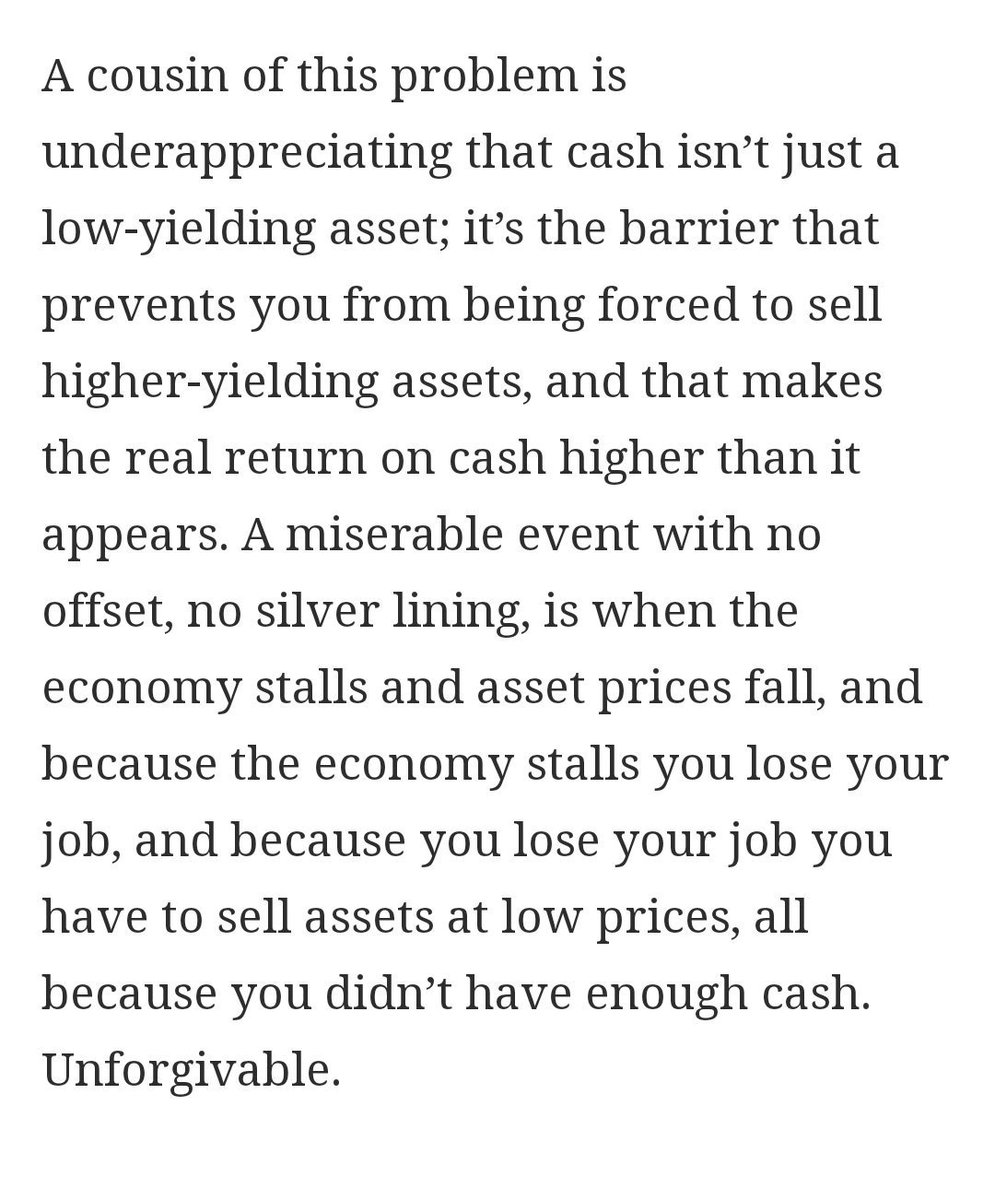 A cousin of this problem is
underappreciating that cash isn’t just a
low-yielding asset; it’s the barrier that
prevents you from being forced to sell
higher-yielding assets, and that makes
the real return on cash higher than it
appears. A miserable event with no
offset, no silver lining, is when the
economy stalls and asset prices fall, and
because the economy stalls you lose your
job, and because you lose your job you
have to sell assets at low prices, all
because you didn’t have enough cash.
Unforgivable.